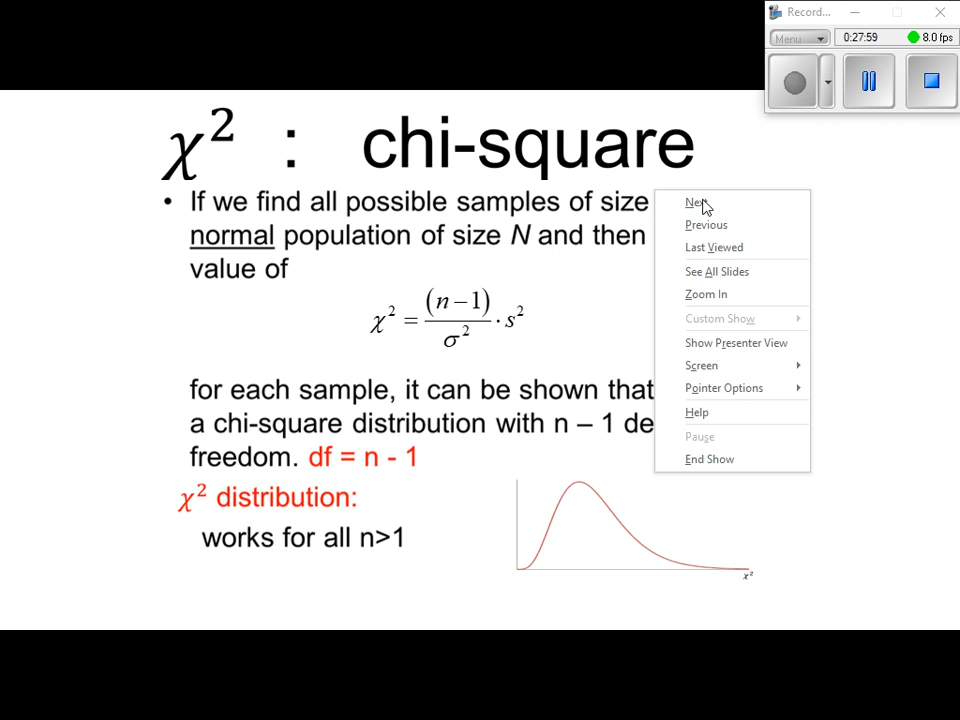 Record...
Menu
0:27:59
8.0 fps
χ² : chi-square
• If we find all possible samples of size
normal population of size N and then
value of
χ² = (n – 1) / σ² · s²
for each sample, it can be shown that
a chi-square distribution with n – 1 de
freedom. df = n - 1
χ² distribution:
works for all n>1
χ²
Next
Previous
Last Viewed
See All Slides
Zoom In
Custom Show
Show Presenter View
Screen
Pointer Options
Help
Pause
End Show